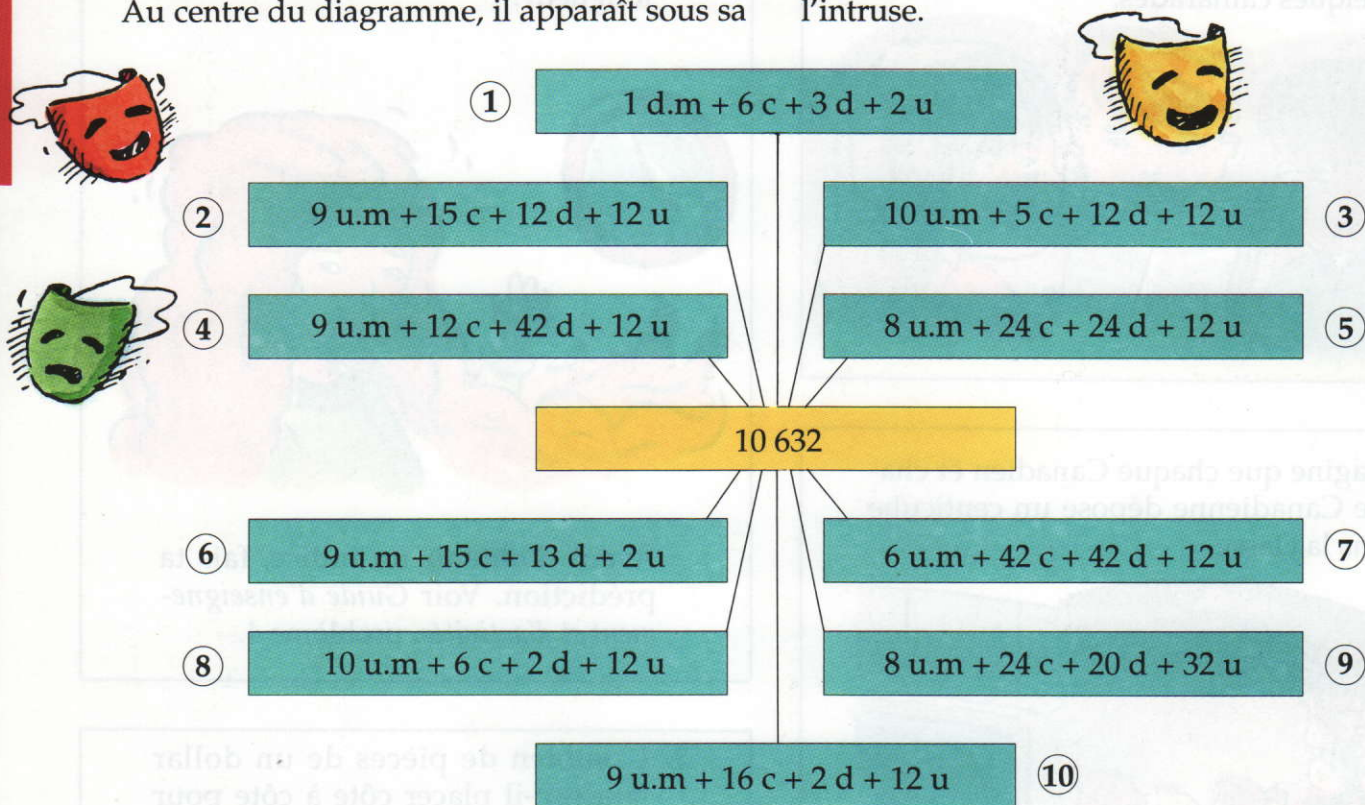 Au centre du diagramme, il apparaît sous sa
l'intruse.
① 1 d.m + 6 c + 3 d + 2 u
② 9 u.m + 15 c + 12 d + 12 u
10 u.m + 5 c + 12 d + 12 u ③
④ 9 u.m + 12 c + 42 d + 12 u
8 u.m + 24 c + 24 d + 12 u ⑤
10 632
⑥ 9 u.m + 15 c + 13 d + 2 u
6 u.m + 42 c + 42 d + 12 u ⑦
⑧ 10 u.m + 6 c + 2 d + 12 u
8 u.m + 24 c + 20 d + 32 u ⑨
9 u.m + 16 c + 2 d + 12 u ⑩